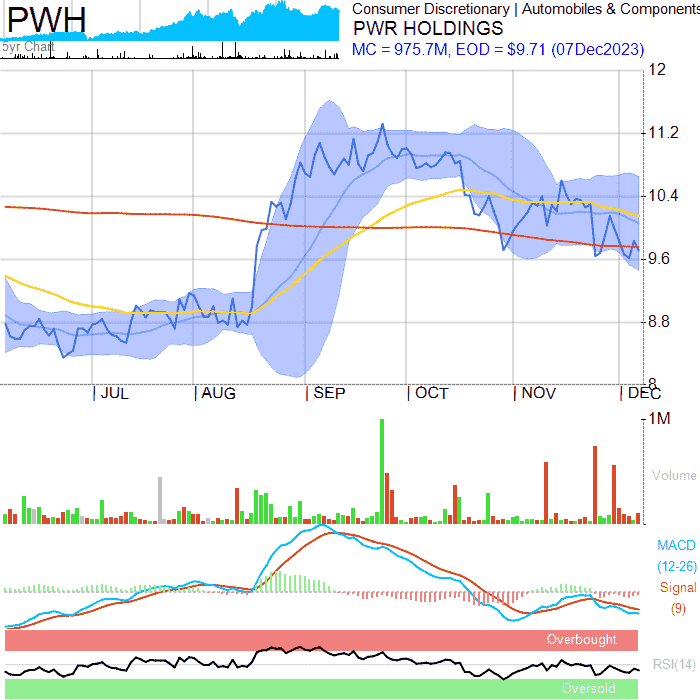 PWH
Consumer Discretionary | Automobiles & Components
PWR HOLDINGS
MC = 975.7M, EOD = $9.71 (07Dec2023)
5yr Chart
12
11.2
10.4
9.6
8.8
8
JUL
AUG
SEP
OCT
NOV
DEC
1M
Volume
MACD
(12-26)
Signal
(9)
Overbought
RSI(14)
Oversold